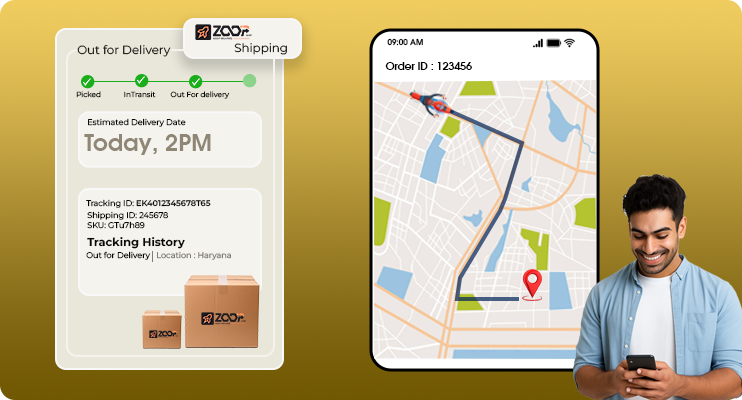 Out for Delivery
ZOOP
Shipping
Picked InTransit Out For delivery
Estimated Delivery Date
Today, 2PM
Tracking ID: EK4012345678T65
Shipping ID: 245678
SKU: GTu7h89
Tracking History
Out for Delivery | Location : Haryana
ZOOP
ZOOP
09:00 AM
Order ID : 123456